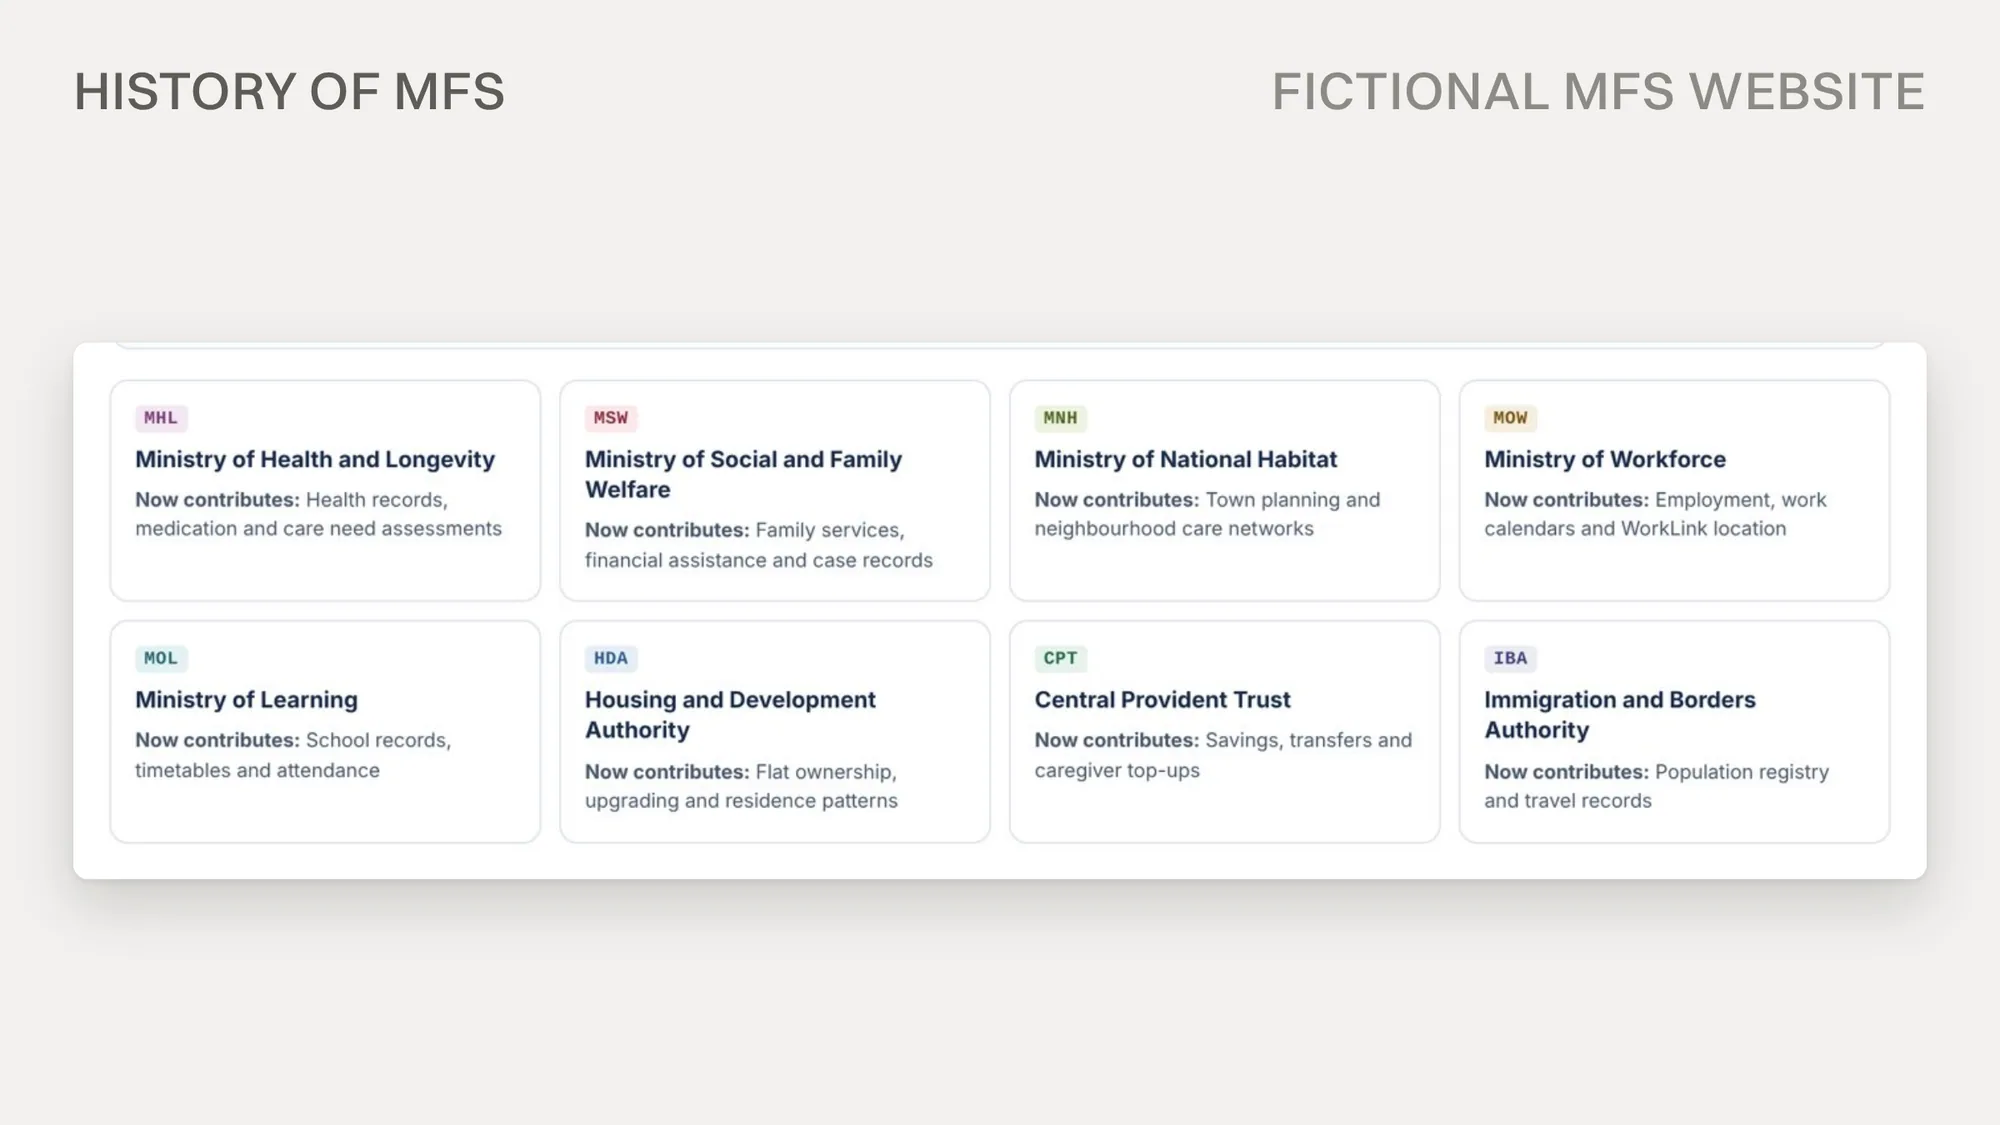 HISTORY OF MFS
FICTIONAL MFS WEBSITE
MHL
Ministry of Health and Longevity
Now contributes: Health records,
medication and care need assessments
MSW
Ministry of Social and Family
Welfare
Now contributes: Family services,
financial assistance and case records
MNH
Ministry of National Habitat
Now contributes: Town planning and
neighbourhood care networks
MOW
Ministry of Workforce
Now contributes: Employment, work
calendars and WorkLink location
MOL
Ministry of Learning
Now contributes: School records,
timetables and attendance
HDA
Housing and Development
Authority
Now contributes: Flat ownership,
upgrading and residence patterns
CPT
Central Provident Trust
Now contributes: Savings, transfers and
caregiver top-ups
IBA
Immigration and Borders
Authority
Now contributes: Population registry
and travel records